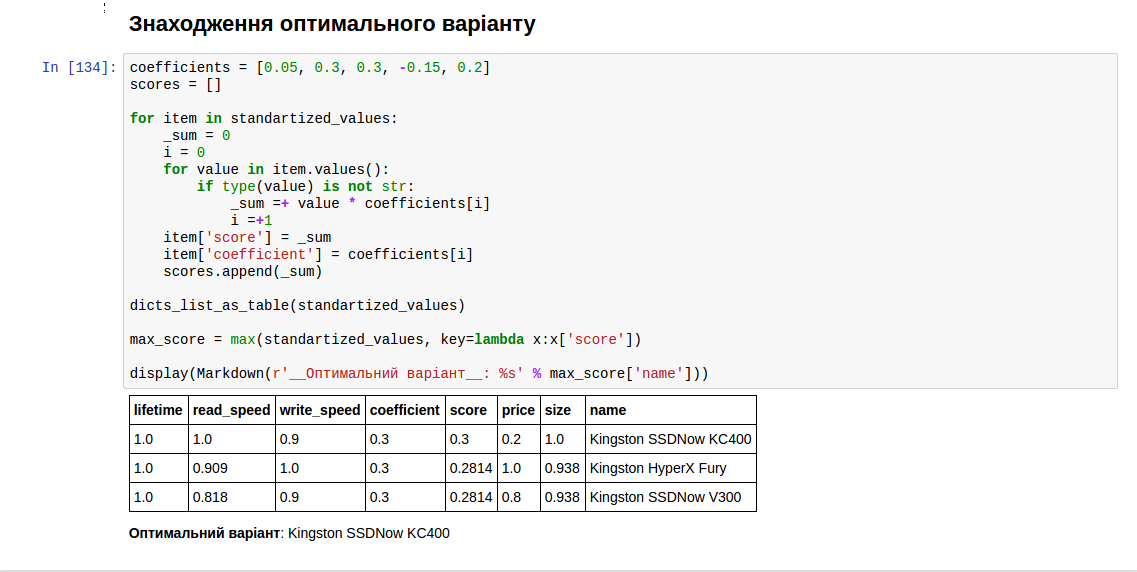 Знаходження оптимального варіанту
In [134]: coefficients = [0.05, 0.3, 0.3, -0.15, 0.2]
scores = []
for item in standartized_values:
    _sum = 0
    i = 0
    for value in item.values():
        if type(value) is not str:
            _sum =+ value * coefficients[i]
            i =+1
    item['score'] = _sum
    item['coefficient'] = coefficients[i]
    scores.append(_sum)
dicts_list_as_table(standartized_values)
max_score = max(standartized_values, key=lambda x:x['score'])
display(Markdown(r'__Оптимальний варіант__: %s' % max_score['name']))
lifetime read_speed write_speed coefficient score price size name
1.0 1.0 0.9 0.3 0.3 0.2 1.0 Kingston SSDNow KC400
1.0 0.909 1.0 0.3 0.2814 1.0 0.938 Kingston HyperX Fury
1.0 0.818 0.9 0.3 0.2814 0.8 0.938 Kingston SSDNow V300
Оптимальний варіант: Kingston SSDNow KC400